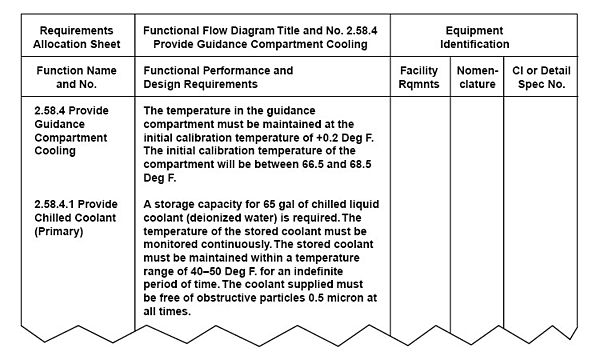 Requirements
Allocation Sheet
Functional Flow Diagram Title and No. 2.58.4
Provide Guidance Compartment Cooling
Equipment
Identification
Function Name
and No.
Functional Performance and
Design Requirements
Facility
Rqmnts
Nomen-
clature
CI or Detail
Spec No.
2.58.4 Provide
Guidance
Compartment
Cooling
The temperature in the guidance
compartment must be maintained at the
initial calibration temperature of +0.2 Deg F.
The initial calibration temperature of the
compartment will be between 66.5 and 68.5
Deg F.
2.58.4.1 Provide
Chilled Coolant
(Primary)
A storage capacity for 65 gal of chilled liquid
coolant (deionized water) is required. The
temperature of the stored coolant must be
monitored continuously. The stored coolant
must be maintained within a temperature
range of 40–50 Deg F. for an indefinite
period of time. The coolant supplied must
be free of obstructive particles 0.5 micron at
all times.